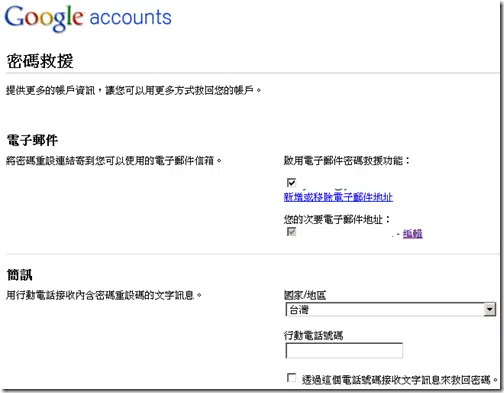 Google accounts
密碼救援
提供更多的帳戶資訊，讓您可以用更多方式救回您的帳戶。
電子郵件
將密碼重設連結寄到您可以使用的電子郵件信箱。
啟用電子郵件密碼救援功能：
新增或移除電子郵件地址
您的次要電子郵件地址：
- 編輯
簡訊
用行動電話接收內含密碼重設碼的文字訊息。
國家/地區
台灣
行動電話號碼
透過這個電話號碼接收文字訊息來救回密碼。